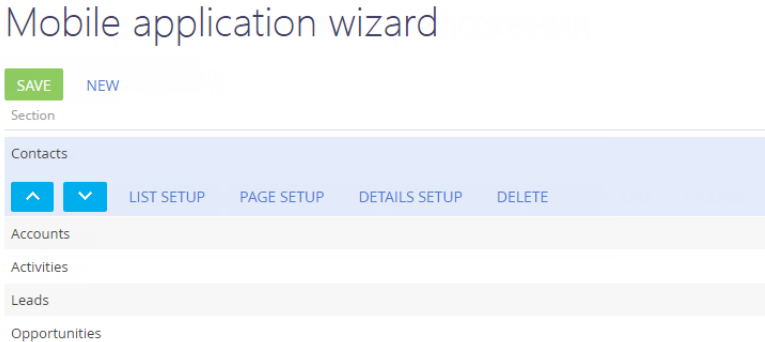 Mobile application wizard
SAVE NEW
Section
Contacts
LIST SETUP PAGE SETUP DETAILS SETUP DELETE
Accounts
Activities
Leads
Opportunities